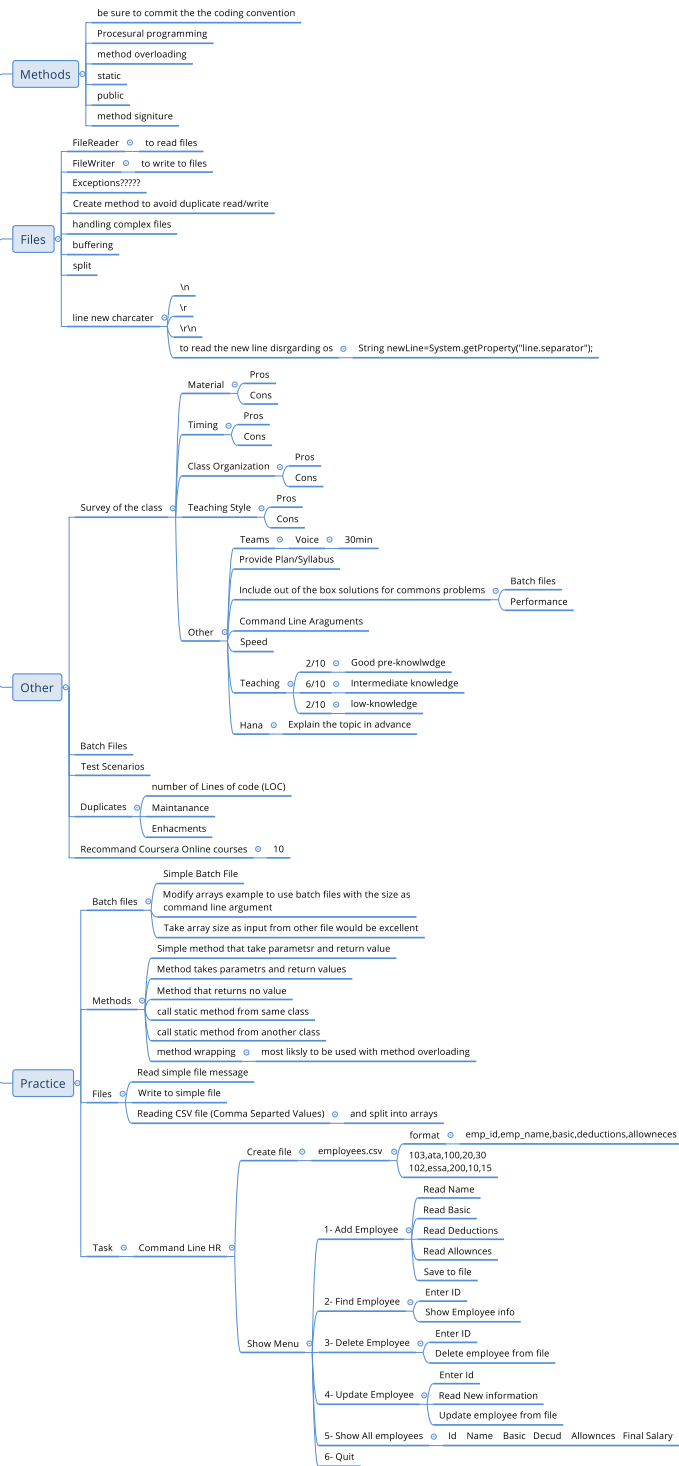 be sure to commit the the coding convention
Procesural programming
method overloading
Methods
static
public
method signiture
FileReader to read files
FileWriter to write to files
Exceptions?????
Create method to avoid duplicate read/write
handling complex files
Files
buffering
split
\n
\r
line new charcater
\r\n
to read the new line disrgarding os String newLine=System.getProperty("line.separator");
Material
Pros
Cons
Timing
Pros
Cons
Class Organization
Pros
Cons
Survey of the class
Teaching Style
Pros
Cons
Teams Voice 30min
Provide Plan/Syllabus
Include out of the box solutions for commons problems
Batch files
Performance
Other
Command Line Araguments
Speed
Teaching
2/10 Good pre-knowlwdge
6/10 Intermediate knowledge
2/10 low-knowledge
Hana Explain the topic in advance
Other
Batch Files
Test Scenarios
Duplicates
number of Lines of code (LOC)
Maintanance
Enhacments
Recommand Coursera Online courses 10
Batch files
Simple Batch File
Modify arrays example to use batch files with the size as
command line argument
Take array size as input from other file would be excellent
Methods
Simple method that take parametsr and return value
Method takes parametrs and return values
Method that returns no value
call static method from same class
call static method from another class
method wrapping most liksly to be used with method overloading
Practice
Files
Read simple file message
Write to simple file
Reading CSV file (Comma Separted Values) and split into arrays
Task Command Line HR
Create file employees.csv
format emp_id,emp_name,basic,deductions,allowneces
103,ata,100,20,30
102,essa,200,10,15
Show Menu
1- Add Employee
Read Name
Read Basic
Read Deductions
Read Allownces
Save to file
2- Find Employee
Enter ID
Show Employee info
3- Delete Employee
Enter ID
Delete employee from file
4- Update Employee
Enter Id
Read New information
Update employee from file
5- Show All employees Id Name Basic Decud Allownces Final Salary
6- Quit